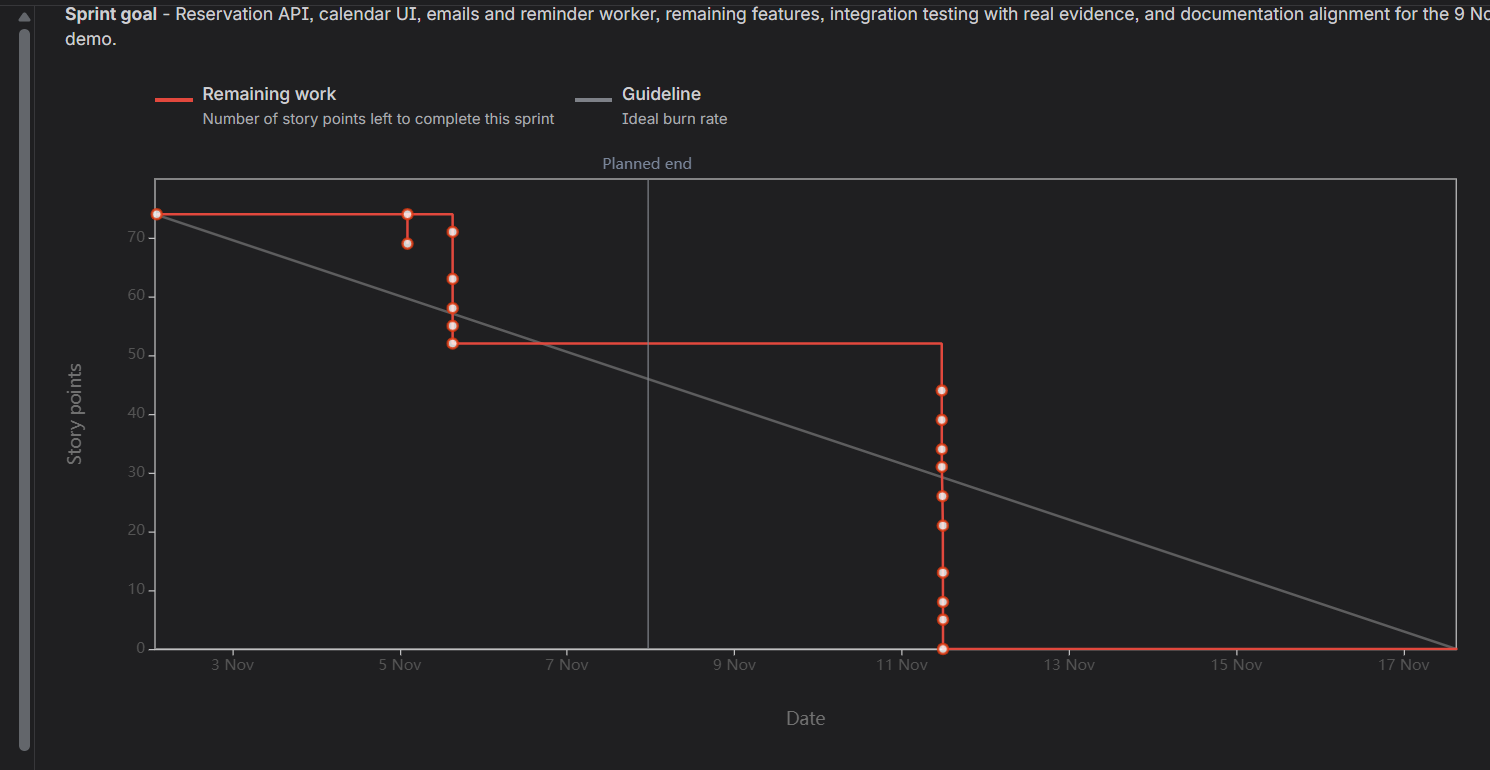 Sprint goal - Reservation API, calendar UI, emails and reminder worker, remaining features, integration testing with real evidence, and documentation alignment for the 9
demo.
Remaining work
Number of story points left to complete this sprint
Guideline
Ideal burn rate
Planned end
70
60
50
40
30
20
10
0
Story points
3 Nov
5 Nov
7 Nov
9 Nov
11 Nov
13 Nov
15 Nov
17 Nov
Date